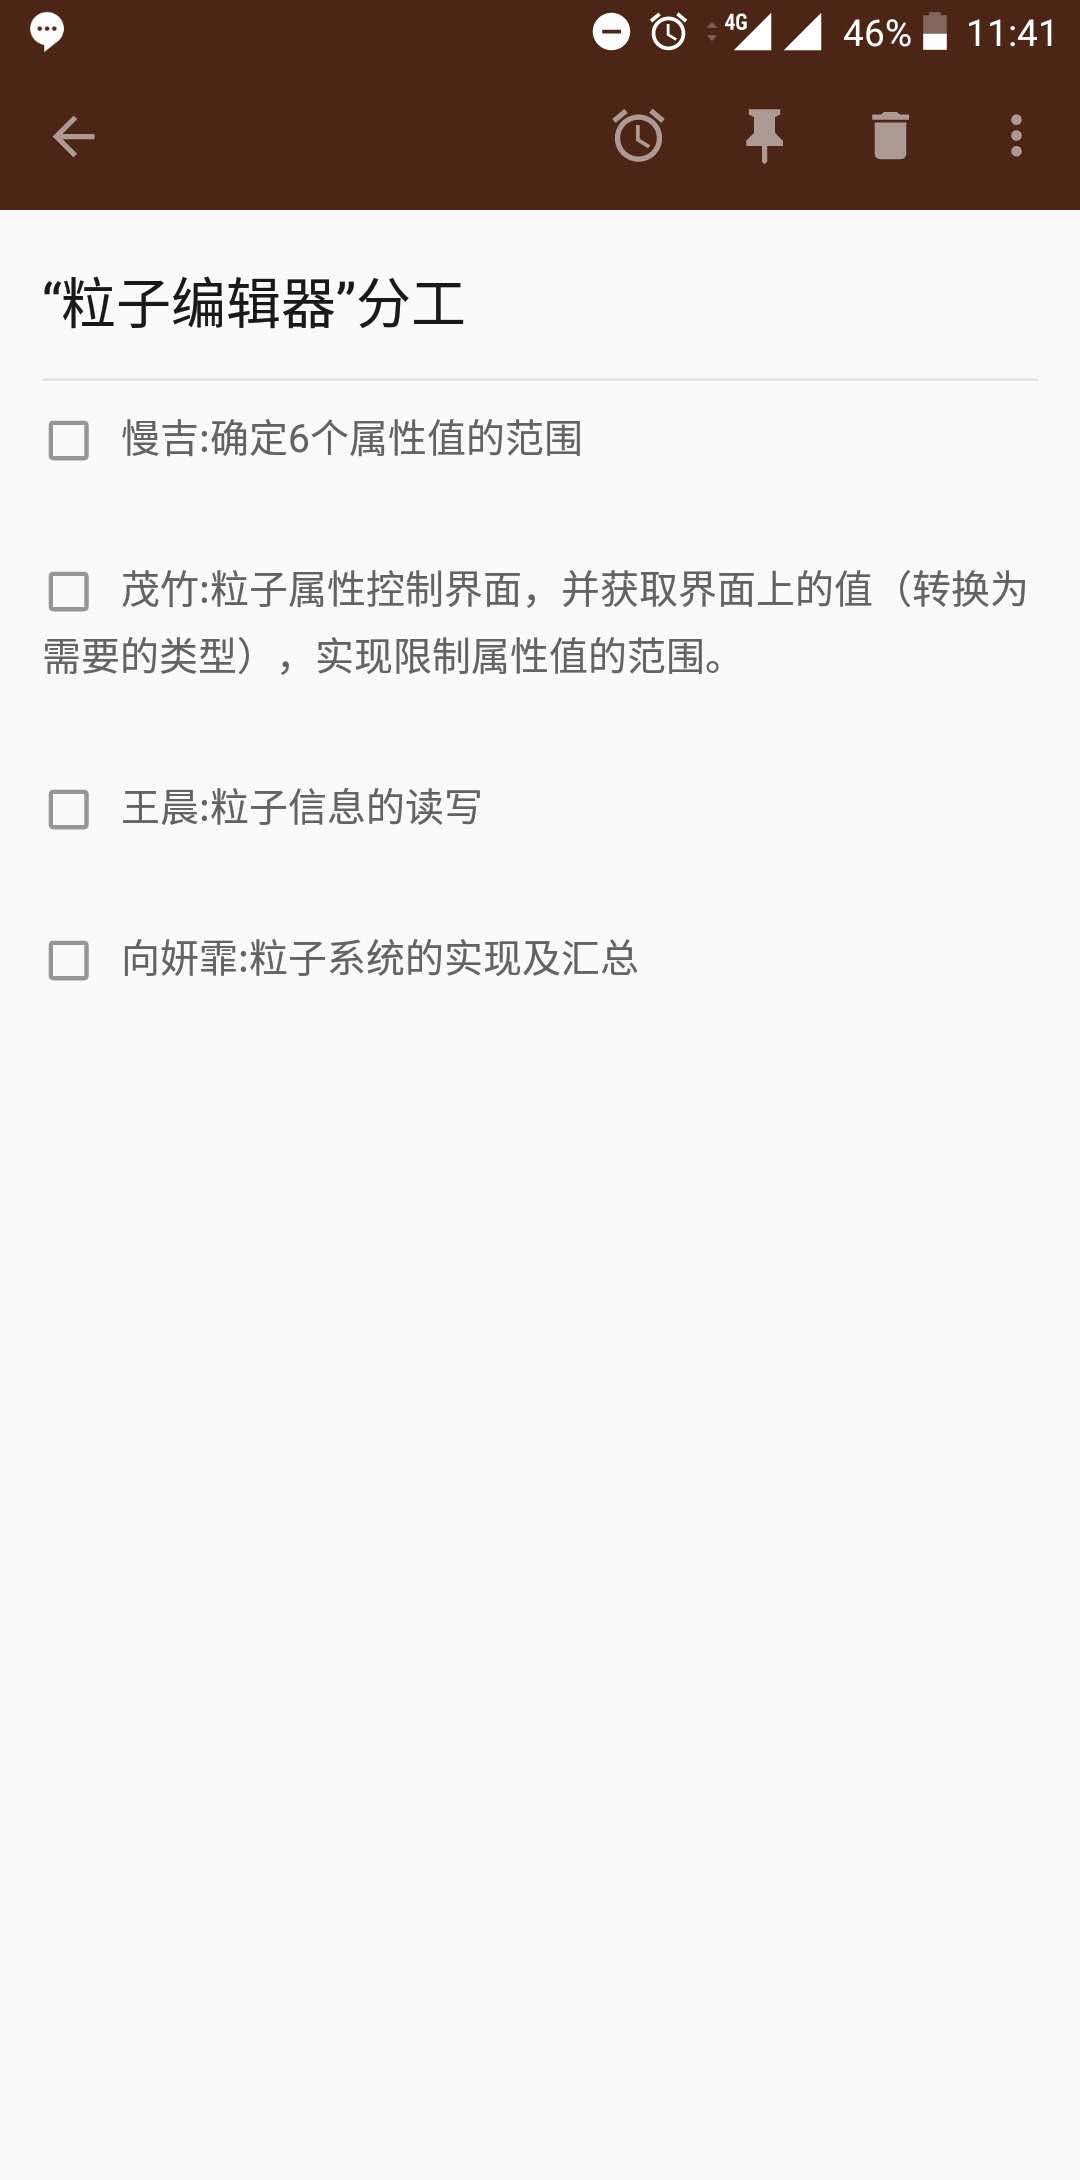 4G 46% 11:41
“粒子编辑器”分工
慢吉:确定6个属性值的范围
茂竹:粒子属性控制界面，并获取界面上的值（转换为
需要的类型），实现限制属性值的范围。
王晨:粒子信息的读写
向妍霏:粒子系统的实现及汇总